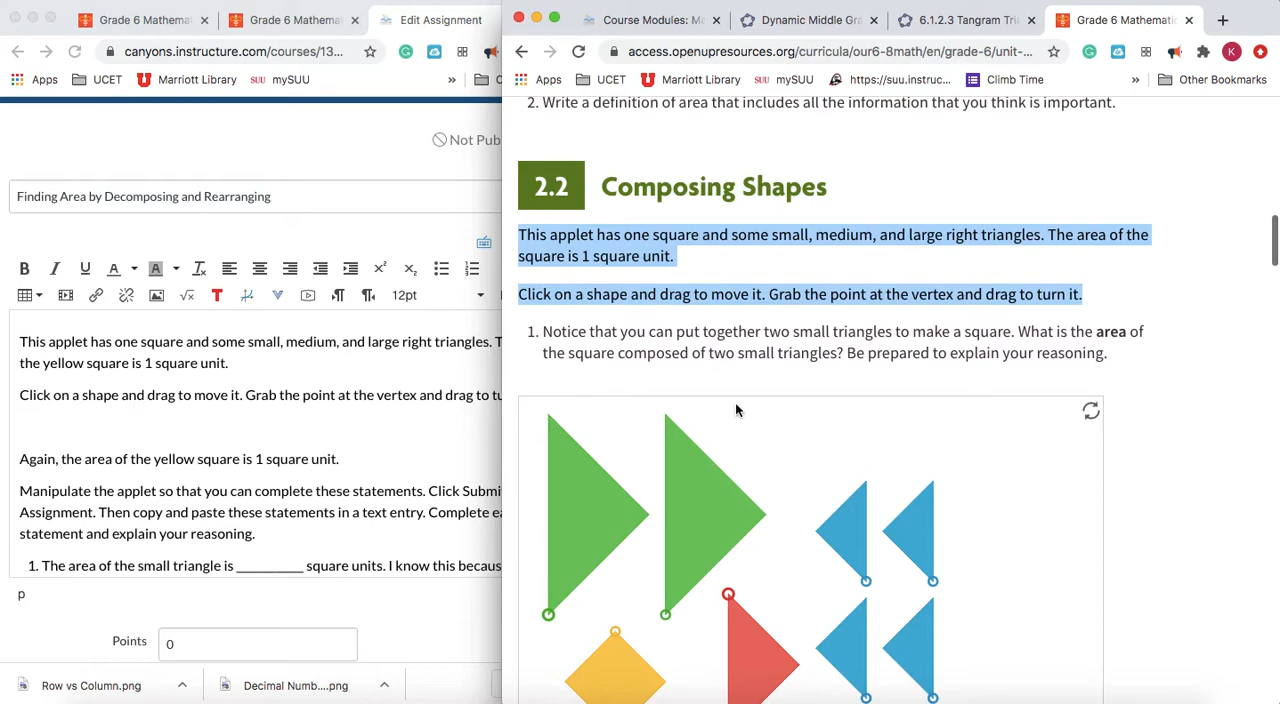 Grade 6 Mathema
Grade 6 Mathema
Edit Assignment
canyons.instructure.com/courses/13...
Apps
UCET
Marriott Library
SUU mySUU
»
Not Pub
Finding Area by Decomposing and Rearranging
B I U A A
12pt
This applet has one square and some small, medium, and large right triangles. T
the yellow square is 1 square unit.
Click on a shape and drag to move it. Grab the point at the vertex and drag to tu
Again, the area of the yellow square is 1 square unit.
Manipulate the applet so that you can complete these statements. Click Submi
Assignment. Then copy and paste these statements in a text entry. Complete ea
statement and explain your reasoning.
1. The area of the small triangle is __________ square units. I know this becau
p
Points
0
Row vs Column.png
Decimal Numb....png
Course Modules: M
Dynamic Middle Gra
6.1.2.3 Tangram Tri
Grade 6 Mathematic
access.openupresources.org/curricula/our6-8math/en/grade-6/unit-...
K
Apps
UCET
Marriott Library
SUU mySUU
https://suu.instruc...
Climb Time
»
Other Bookmarks
2. Write a definition of area that includes all the information that you think is important.
2.2 Composing Shapes
This applet has one square and some small, medium, and large right triangles. The area of the
square is 1 square unit.
Click on a shape and drag to move it. Grab the point at the vertex and drag to turn it.
1. Notice that you can put together two small triangles to make a square. What is the area of
the square composed of two small triangles? Be prepared to explain your reasoning.